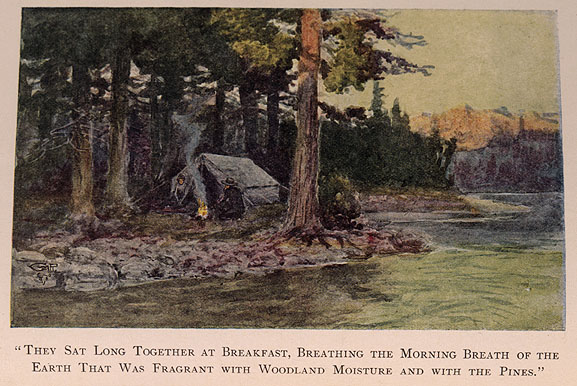 “They Sat Long Together at Breakfast, Breathing the Morning Breath of the
Earth That Was Fragrant with Woodland Moisture and with the Pines.”